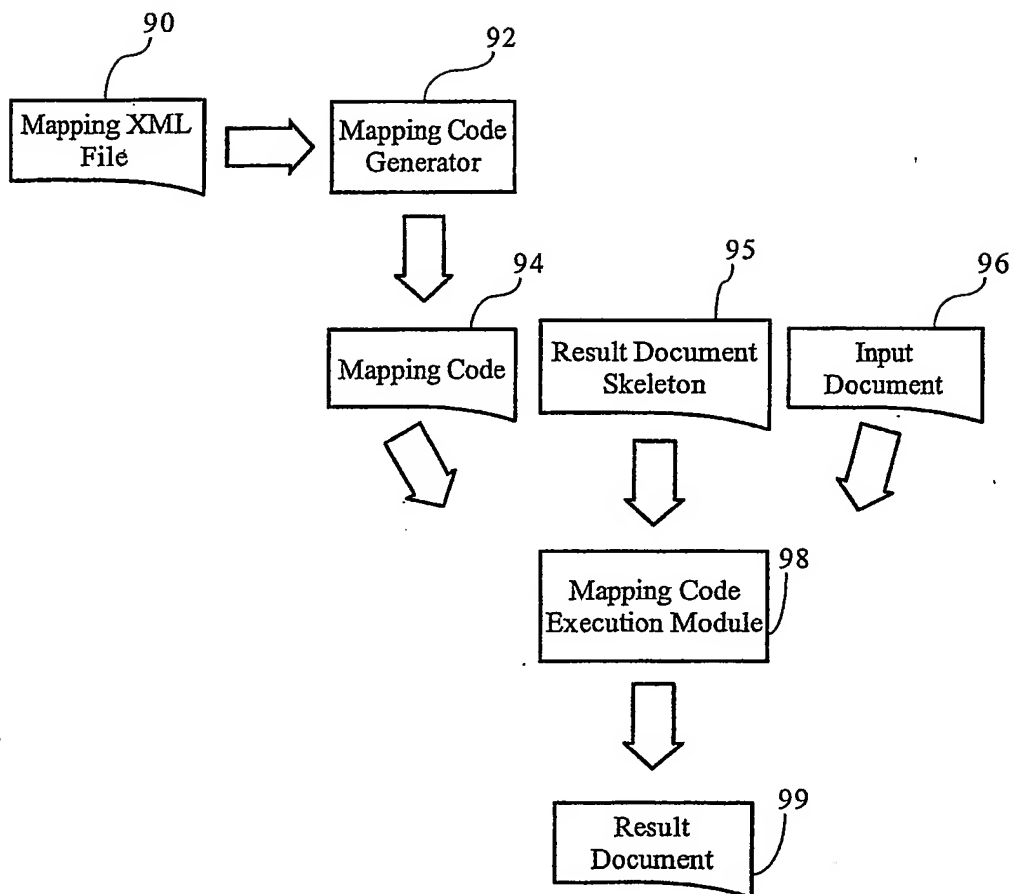 90
92
Mapping XML
File
Mapping Code
Generator
94
95
96
Mapping Code
Result Document
Skeleton
Input
Document
98
Mapping Code
Execution Module
99
Result
Document